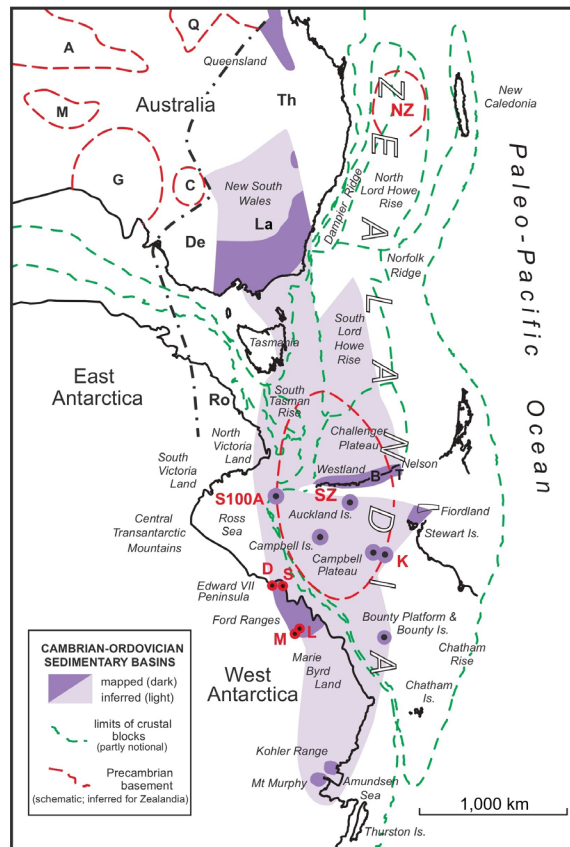 A
Q
Queensland
M
Australia
Th
NZ
New
Caledonia
ZEALANDIA
G
C
New South
Wales
North
Lord Howe
Rise
Dampier Ridge
De
La
Norfolk
Ridge
Paleo-Pacific Ocean
South
Lord
Howe
Rise
Tasmania
East
Antarctica
Ro
South
Tasman
Rise
North
Victoria
Land
South
Victoria
Land
Challenger
Plateau
Westland
B
T
Nelson
S100A
SZ
Auckland Is.
Fiordland
Stewart Is.
Ross
Sea
Central
Transantarctic
Mountains
Campbell Is.
Campbell
Plateau
K
D
S
Edward VII
Peninsula
Ford Ranges
M
L
Bounty Platform &
Bounty Is.
Chatham
Rise
Marie
Byrd
Land
West
Antarctica
Chatham
Is.
Kohler Range
Mt Murphy
Amundsen
Sea
Thurston Is.
1,000 km
CAMBRIAN-ORDOVICIAN
SEDIMENTARY BASINS
mapped (dark)
inferred (light)
limits of crustal
blocks
(partly notional)
Precambrian
basement
(schematic; inferred for Zealandia)